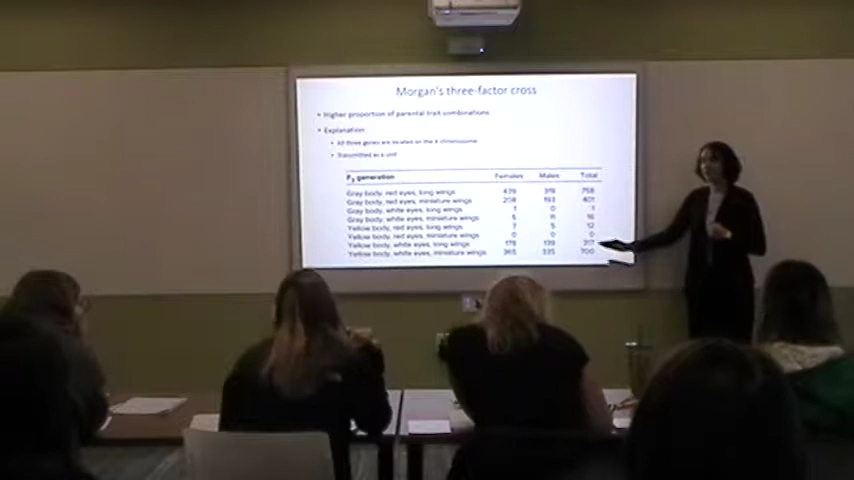 Morgan's three-factor cross
• Higher proportion of parental trait combinations.
• Explanation
• All three genes are located on the X chromosome
• Transmitted as a unit
F2 generation Females Males Total
Gray body, red eyes, long wings 439 319 758
Gray body, red eyes, miniature wings 208 193 401
Gray body, white eyes, long wings 1 0 1
Gray body, white eyes, miniature wings 5 11 16
Yellow body, red eyes, long wings 7 5 12
Yellow body, red eyes, miniature wings 0 0 0
Yellow body, white eyes, long wings 178 139 317
Yellow body, white eyes, miniature wings 365 335 700